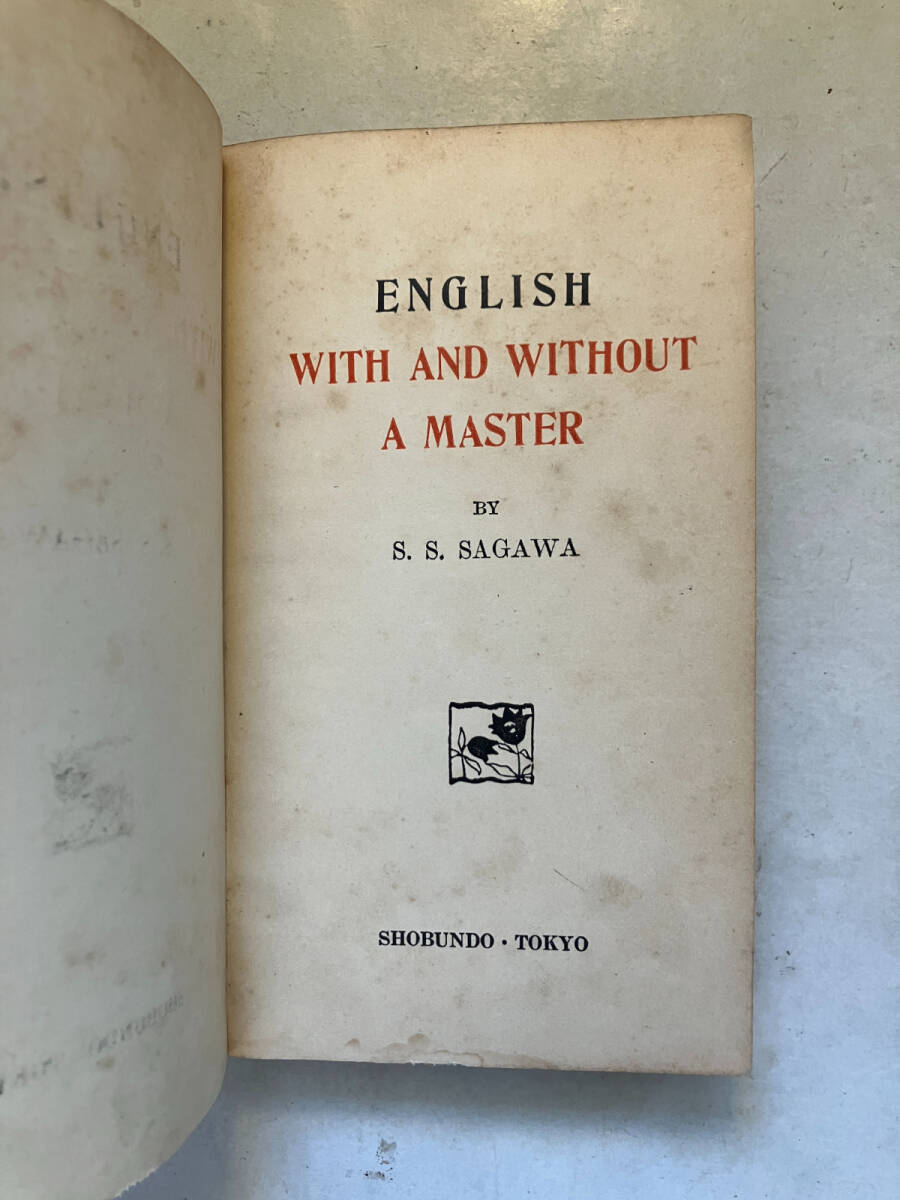 ENGLISH
WITH AND WITHOUT
A MASTER
BY
S. S. SAGAWA
SHOBUNDO · TOKYO